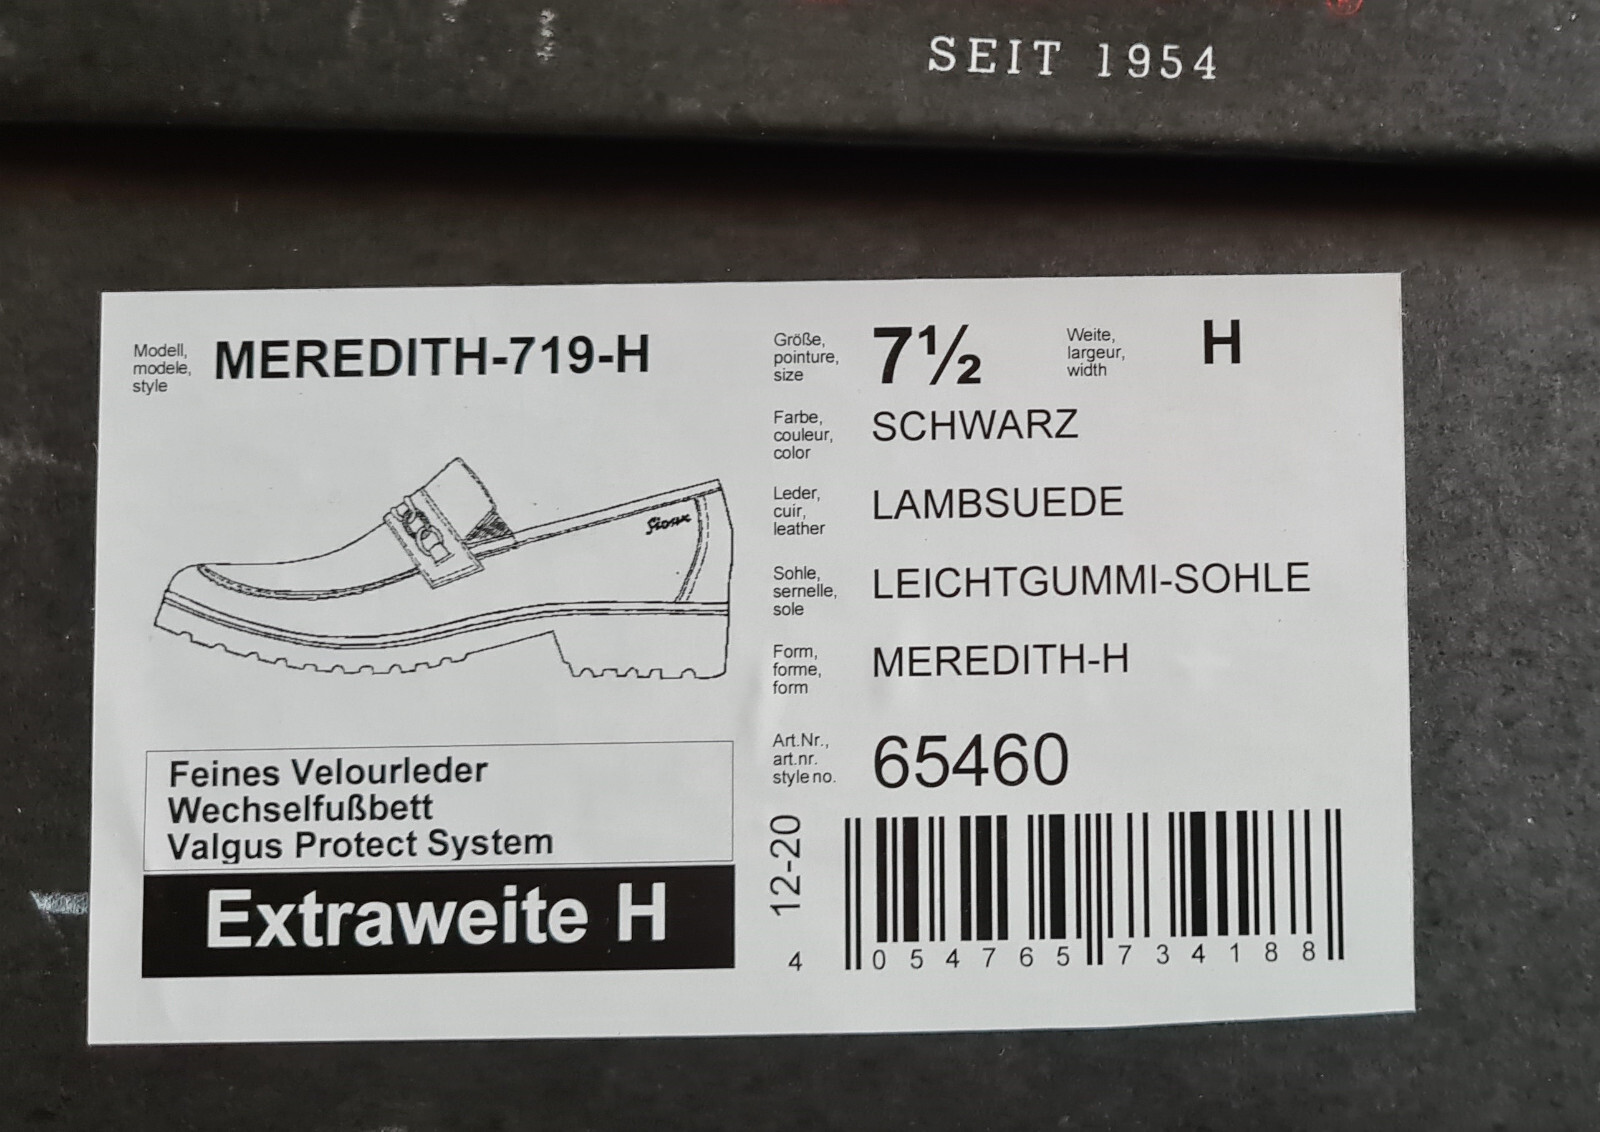 SEIT 1954
Modell,
modele,
style
MEREDITH-719-H
Größe,
pointure,
size
7½
Weite,
largeur,
width
H
Farbe,
couleur,
color
SCHWARZ
Leder,
cuir,
leather
LAMBSUEDE
Sohle,
sernelle,
sole
LEICHTGUMMI-SOHLE
Form,
forme,
form
MEREDITH-H
Art.Nr.,
art.nr.
style no.
65460
Sioux
Feines Velourleder
Wechselfußbett
Valgus Protect System
Extraweite H
12-20
4 054765 734188